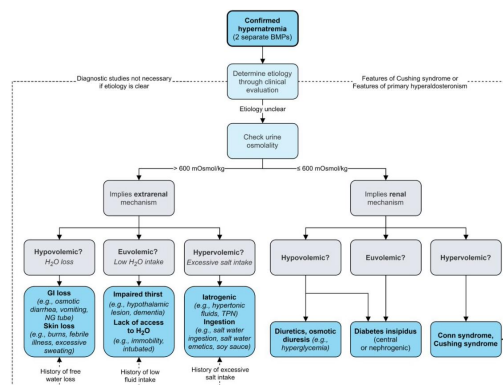 Confirmed
hypernatremia
(2 separate BMPs)
Diagnostic studies not necessary
if etiology is clear
Determine etiology
through clinical
evaluation
Features of Cushing syndrome or
Features of primary hyperaldosteronism
Etiology unclear
Check urine
osmolality
> 600 mOsmol/kg
≤ 600 mOsmol/kg
Implies extrarenal
mechanism
Implies renal
mechanism
Hypovolemic?
H₂O loss
Euvolemic?
Low H₂O intake
Hypervolemic?
Excessive salt intake
Hypovolemic?
Euvolemic?
Hypervolemic?
GI loss
(e.g., osmotic
diarrhea, vomiting,
NG tube)
Skin loss
(e.g., burns, febrile
illness, excessive
sweating)
Impaired thirst
(e.g., hypothalamic
lesion, dementia)
Lack of access
to H₂O
(e.g., immobility,
intubated)
Iatrogenic
(e.g., hypertonic
fluids, TPN)
Ingestion
(e.g., salt water
ingestion, salt water
emetics, soy sauce)
Diuretics, osmotic
diuresis (e.g.,
hyperglycemia)
Diabetes insipidus
(central
or nephrogenic)
Conn syndrome,
Cushing syndrome
History of free
water loss
History of low
fluid intake
History of excessive
salt intake